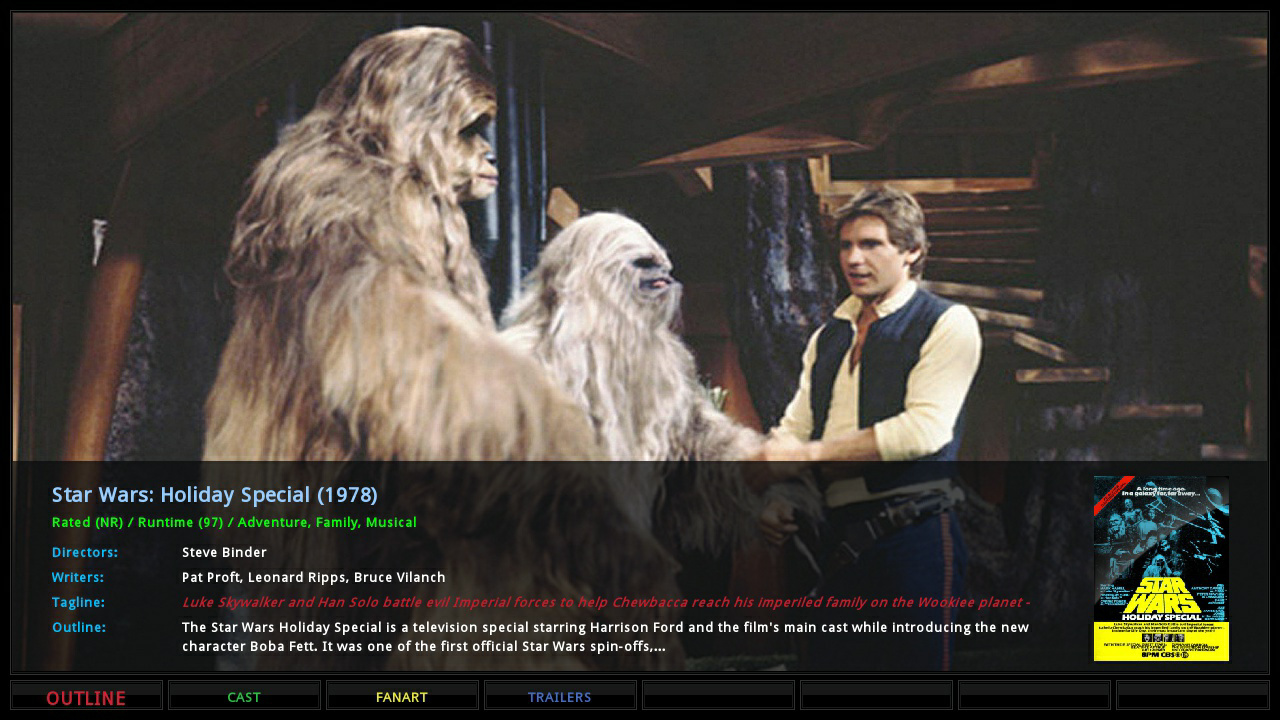 Star Wars: Holiday Special (1978)
Rated (NR) / Runtime (97) / Adventure, Family, Musical
Directors: Steve Binder
Writers: Pat Proft, Leonard Ripps, Bruce Vilanch
Tagline: Luke Skywalker and Han Solo battle evil Imperial forces to help Chewbacca reach his imperiled family on the Wookiee planet -
Outline: The Star Wars Holiday Special is a television special starring Harrison Ford and the film's main cast while introducing the new
character Boba Fett. It was one of the first official Star Wars spin-offs,...
A long time ago
in a galaxy far, far away...
STAR
WARS
HOLIDAY SPECIAL
8PM CBS
OUTLINE CAST FANART TRAILERS